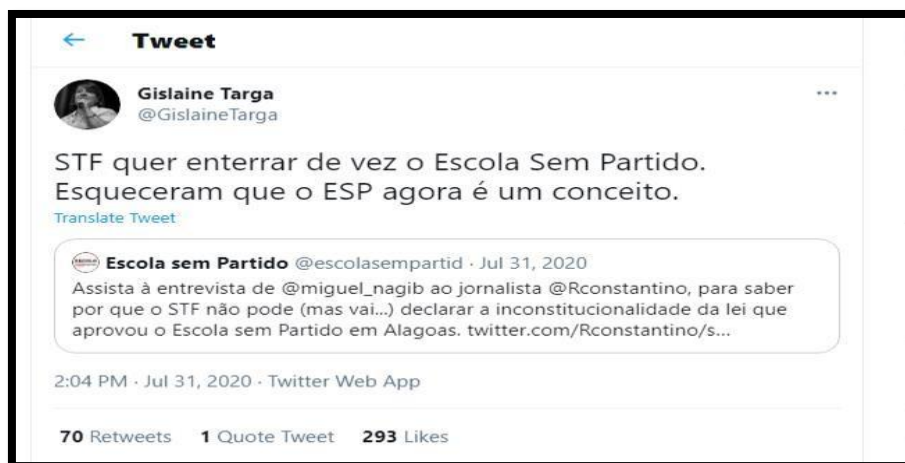 ← Tweet
Gislaine Targa
@GislaineTarga
STF quer enterrar de vez o Escola Sem Partido.
Esqueceram que o ESP agora é um conceito.
Translate Tweet
Escola sem Partido @escolasempartid · Jul 31, 2020
Assista à entrevista de @miguel_nagib ao jornalista @Rconstantino, para saber
por que o STF não pode (mas vai...) declarar a inconstitucionalidade da lei que
aprovou o Escola sem Partido em Alagoas. twitter.com/Rconstantino/s...
2:04 PM · Jul 31, 2020 · Twitter Web App
70 Retweets 1 Quote Tweet 293 Likes